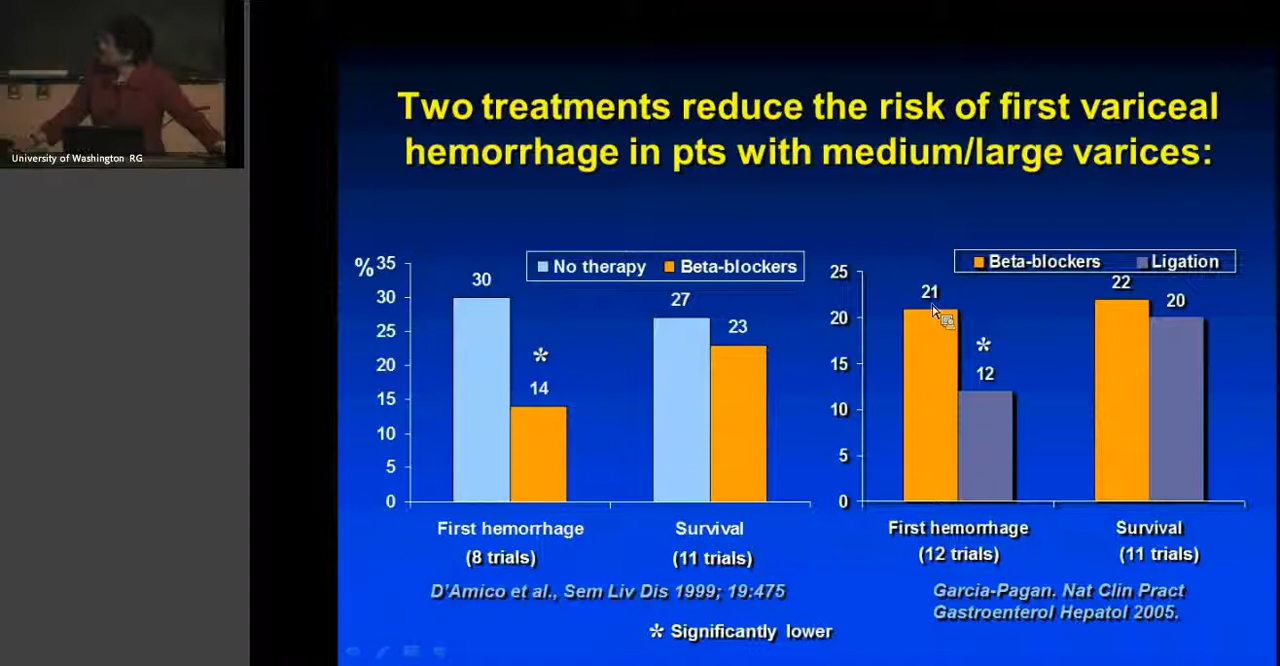 University of Washington RG
Two treatments reduce the risk of first variceal
hemorrhage in pts with medium/large varices:
% 35
30
25
20
15
10
5
0
No therapy Beta-blockers
30
*
14
27
23
First hemorrhage
(8 trials)
Survival
(11 trials)
D'Amico et al., Sem Liv Dis 1999; 19:475
25
20
15
10
5
0
Beta-blockers Ligation
21
*
12
22
20
First hemorrhage
(12 trials)
Survival
(11 trials)
Garcia-Pagan. Nat Clin Pract
Gastroenterol Hepatol 2005.
* Significantly lower